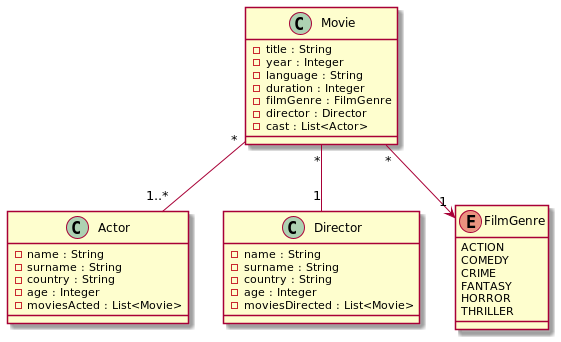 C Movie
title : String
year : Integer
language : String
duration : Integer
filmGenre : FilmGenre
director : Director
cast : List<Actor>
* * *
1..* 1 1
C Actor
name : String
surname : String
country : String
age : Integer
moviesActed : List<Movie>
C Director
name : String
surname : String
country : String
age : Integer
moviesDirected : List<Movie>
E FilmGenre
ACTION
COMEDY
CRIME
FANTASY
HORROR
THRILLER